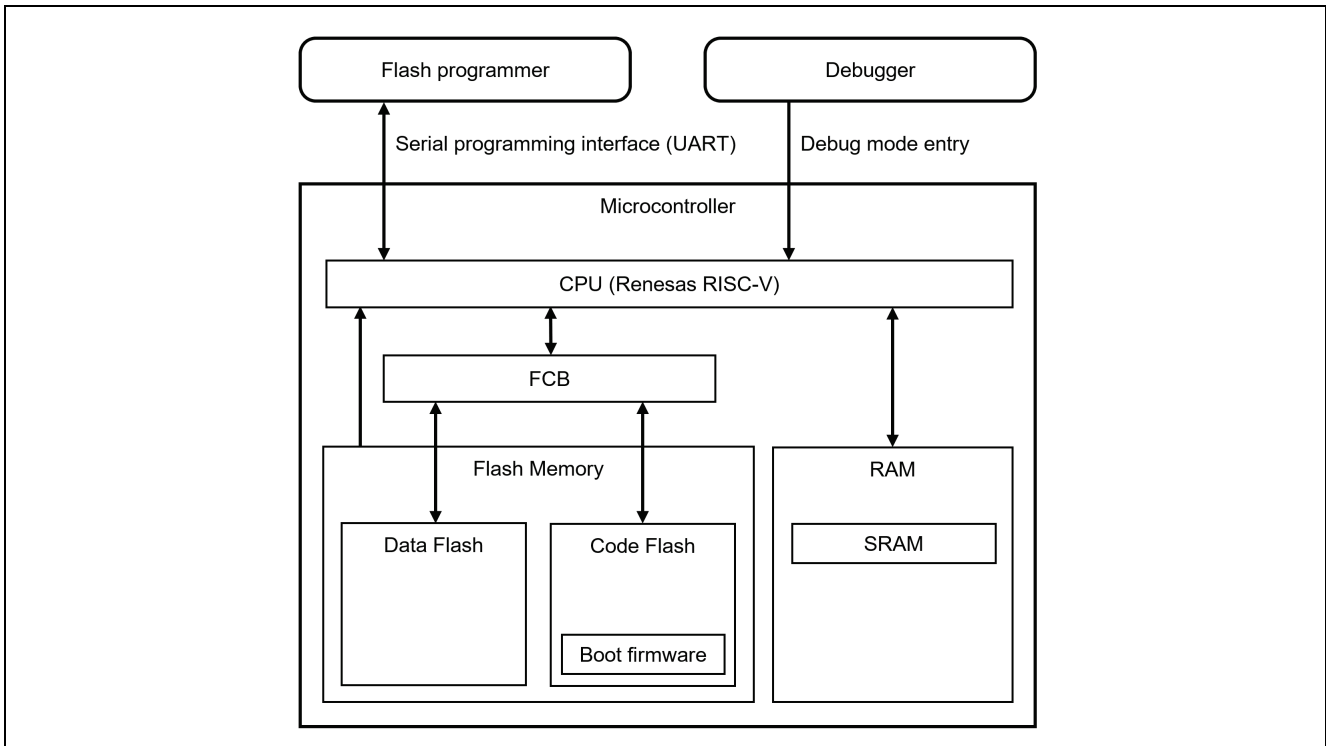 Flash programmer
Debugger
Serial programming interface (UART)
Debug mode entry
Microcontroller
CPU (Renesas RISC-V)
FCB
Flash Memory
RAM
Data Flash
Code Flash
SRAM
Boot firmware